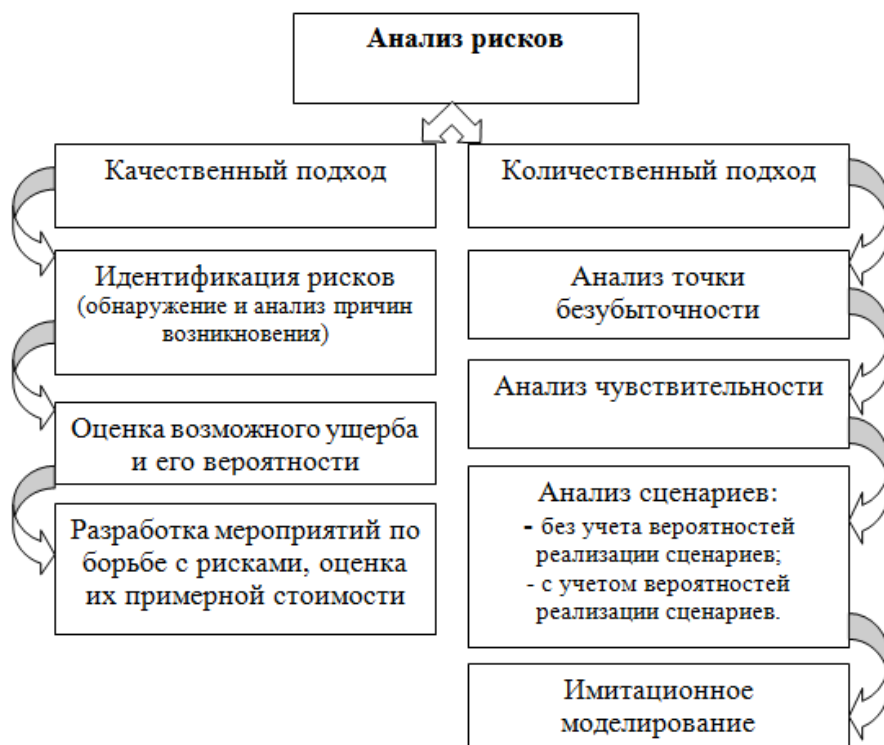 Анализ рисков
Качественный подход
Идентификация рисков
(обнаружение и анализ причин
возникновения)
Оценка возможного ущерба
и его вероятности
Разработка мероприятий по
борьбе с рисками, оценка
их примерной стоимости
Количественный подход
Анализ точки
безубыточности
Анализ чувствительности
Анализ сценариев:
- без учета вероятностей
реализации сценариев;
- с учетом вероятностей
реализации сценариев.
Имитационное
моделирование